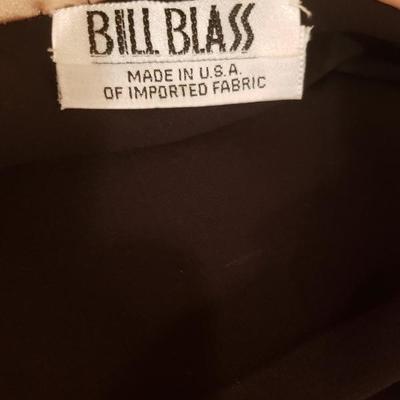 BILL BLASS
MADE IN U.S.A.
OF IMPORTED FABRIC